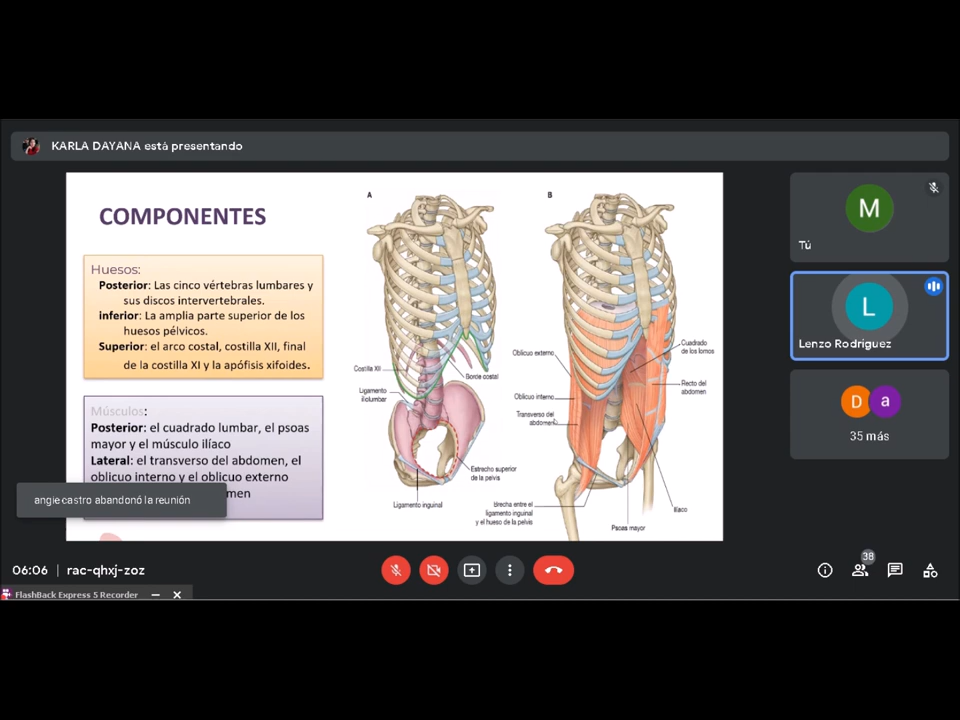 KARLA DAYANA está presentando
COMPONENTES
Huesos:
Posterior: Las cinco vértebras lumbares y
sus discos intervertebrales.
inferior: La amplia parte superior de los
huesos pélvicos.
Superior: el arco costal, costilla XII, final
de la costilla XI y la apófisis xifoides.
Músculos:
Posterior: el cuadrado lumbar, el psoas
mayor y el músculo ilíaco
Lateral: el transverso del abdomen, el
oblicuo interno y el oblicuo externo
men
angie castro abandonó la reunión
A
Costilla XII
Borde costal
Ligamento
iliolumbar
Estrecho superior
de la pelvis
Ligamento inguinal
B
Oblicuo externo
Cuadrado
de los lomos
Oblicuo interno
Recto del
abdomen
Transverso del
abdomen
Brecha entre el
ligamento inguinal
y el hueso de la pelvis
Ilíaco
Psoas mayor
M
Tú
L
Lenzo Rodriguez
D
a
35 más
06:06 | rac-qhxj-zoz
38
FlashBack Express 5 Recorder